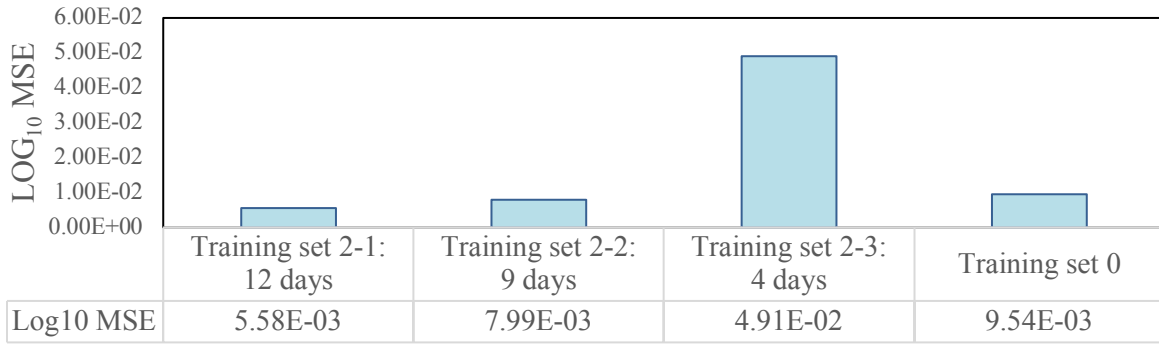 6.00E-02
5.00E-02
4.00E-02
3.00E-02
2.00E-02
1.00E-02
0.00E+00
LOG10 MSE
Training set 2-1:
12 days
Training set 2-2:
9 days
Training set 2-3:
4 days
Training set 0
Log10 MSE 5.58E-03 7.99E-03 4.91E-02 9.54E-03